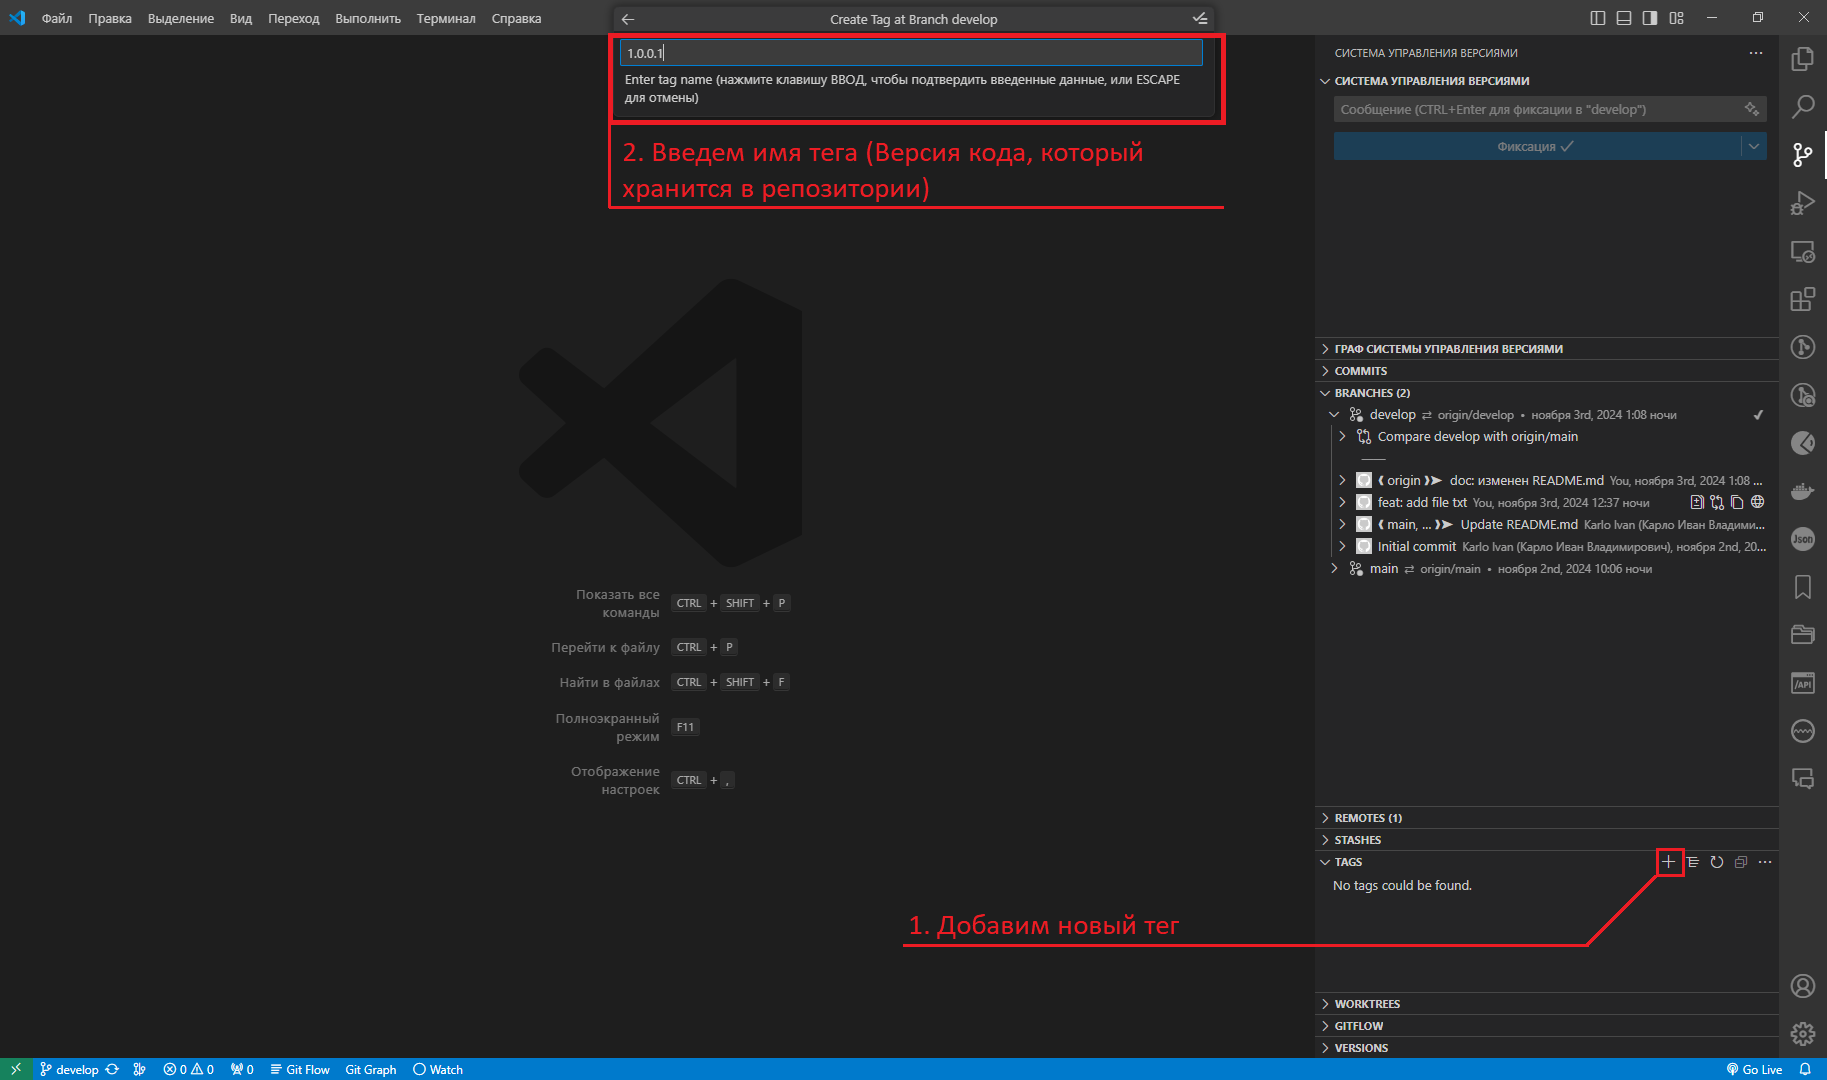 Файл Правка Выделение Вид Переход Выполнить Терминал Справка
Create Tag at Branch develop
1.0.0.1
Enter tag name (нажмите клавишу ВВОД, чтобы подтвердить введенные данные, или ESCAPE
для отмены)
2. Введем имя тега (Версия кода, который
хранится в репозитории)
Показать все
команды
CTRL + SHIFT + P
Перейти к файлу CTRL + P
Найти в файлах CTRL + SHIFT + F
Полноэкранный
режим
F11
Отображение
настроек
CTRL + ,
1. Добавим новый тег
СИСТЕМА УПРАВЛЕНИЯ ВЕРСИЯМИ
СИСТЕМА УПРАВЛЕНИЯ ВЕРСИЯМИ
Сообщение (CTRL+Enter для фиксации в "develop")
Фиксация
ГРАФ СИСТЕМЫ УПРАВЛЕНИЯ ВЕРСИЯМИ
COMMITS
BRANCHES (2)
develop ⇄ origin/develop • ноября 3rd, 2024 1:08 ночи
Compare develop with origin/main
origin doc: изменен README.md You, ноября 3rd, 2024 1:08 ...
feat: add file txt You, ноября 3rd, 2024 12:37 ночи
main, ... Update README.md Karlo Ivan (Карло Иван Владими...
Initial commit Karlo Ivan (Карло Иван Владимирович), ноября 2nd, 20...
main ⇄ origin/main • ноября 2nd, 2024 10:06 ночи
REMOTES (1)
STASHES
TAGS
No tags could be found.
WORKTREES
GITFLOW
VERSIONS
Json
/API
develop 0 0 0 Git Flow Git Graph Watch Go Live